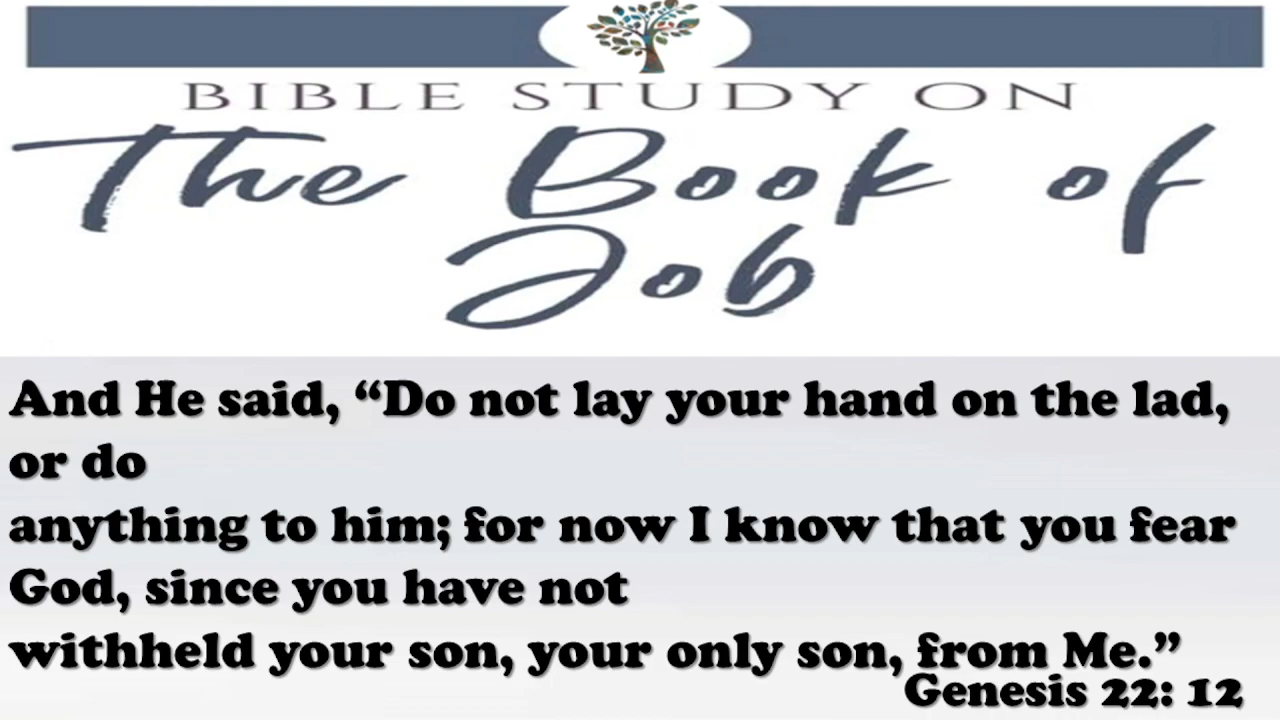 BIBLE STUDY ON
The Book of
Job
And He said, “Do not lay your hand on the lad,
or do
anything to him; for now I know that you fear
God, since you have not
withheld your son, your only son, from Me.”
Genesis 22: 12